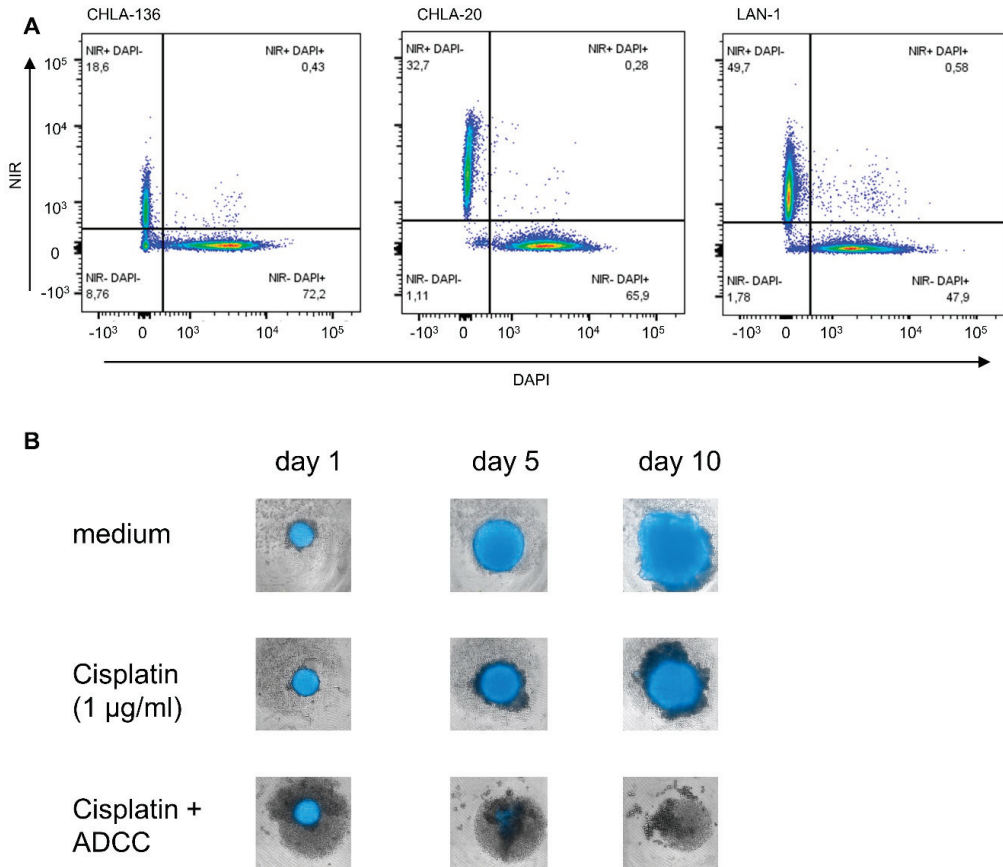 A
CHLA-136
CHLA-20
LAN-1
NIR+ DAPI-
18,6
NIR+ DAPI+
0,43
NIR- DAPI-
8,76
NIR- DAPI+
72,2
NIR+ DAPI-
32,7
NIR+ DAPI+
0,28
NIR- DAPI-
1,11
NIR- DAPI+
65,9
NIR+ DAPI-
49,7
NIR+ DAPI+
0,58
NIR- DAPI-
1,78
NIR- DAPI+
47,9
NIR
10⁵
10⁴
10³
0
-10³
-10³ 0 10³ 10⁴ 10⁵
-10³ 0 10³ 10⁴ 10⁵
-10³ 0 10³ 10⁴ 10⁵
DAPI
B
day 1 day 5 day 10
medium
Cisplatin
(1 µg/ml)
Cisplatin +
ADCC